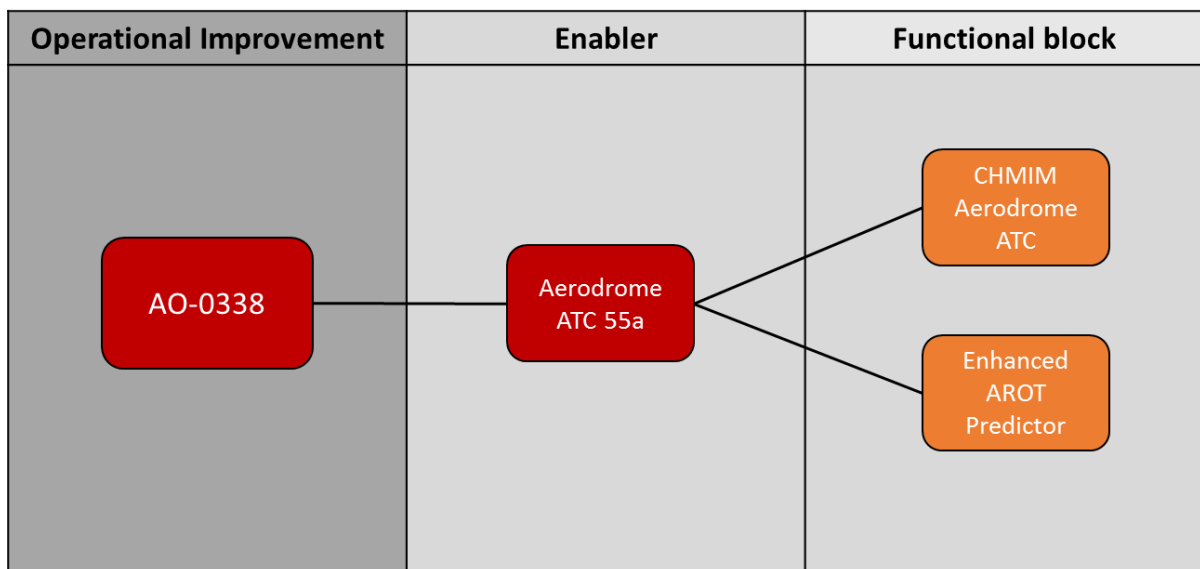 Operational Improvement
Enabler
Functional block
AO-0338
Aerodrome
ATC 55a
CHMIM
Aerodrome
ATC
Enhanced
AROT
Predictor